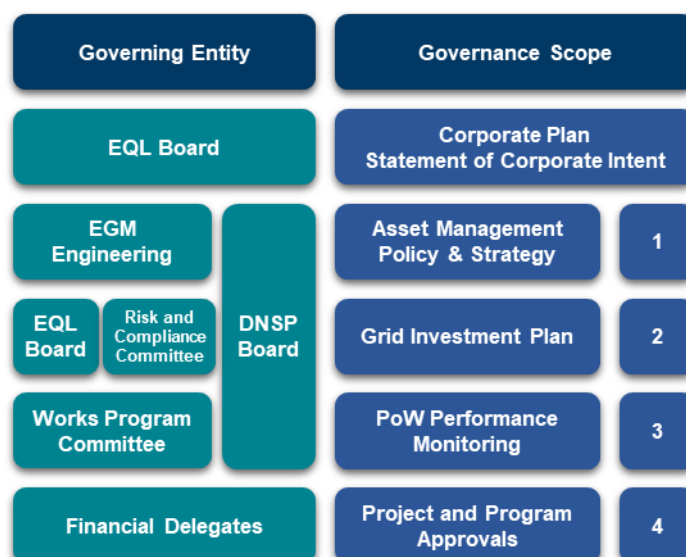 Governing Entity
Governance Scope
EQL Board
Corporate Plan
Statement of Corporate Intent
EGM
Engineering
DNSP
Board
Asset Management
Policy & Strategy
1
EQL
Board
Risk and
Compliance
Committee
Grid Investment Plan
2
Works Program
Committee
PoW Performance
Monitoring
3
Financial Delegates
Project and Program
Approvals
4